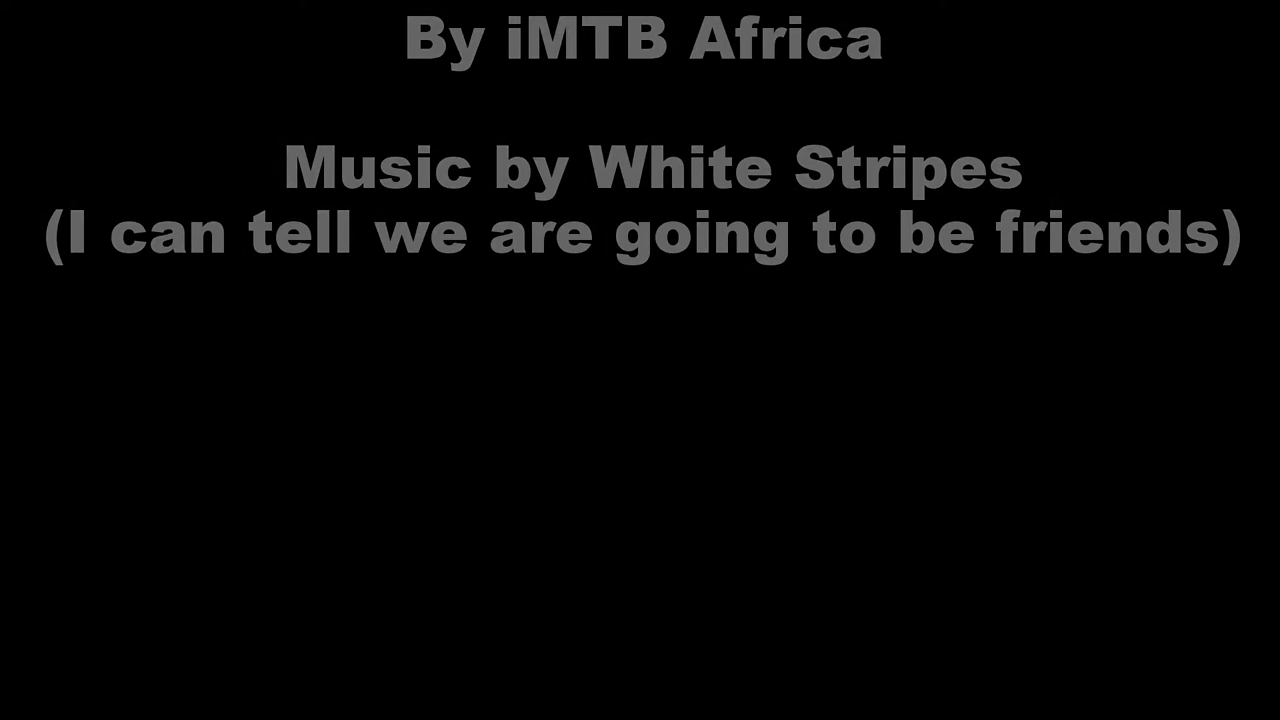 By iMTB Africa
Music by White Stripes
(I can tell we are going to be friends)